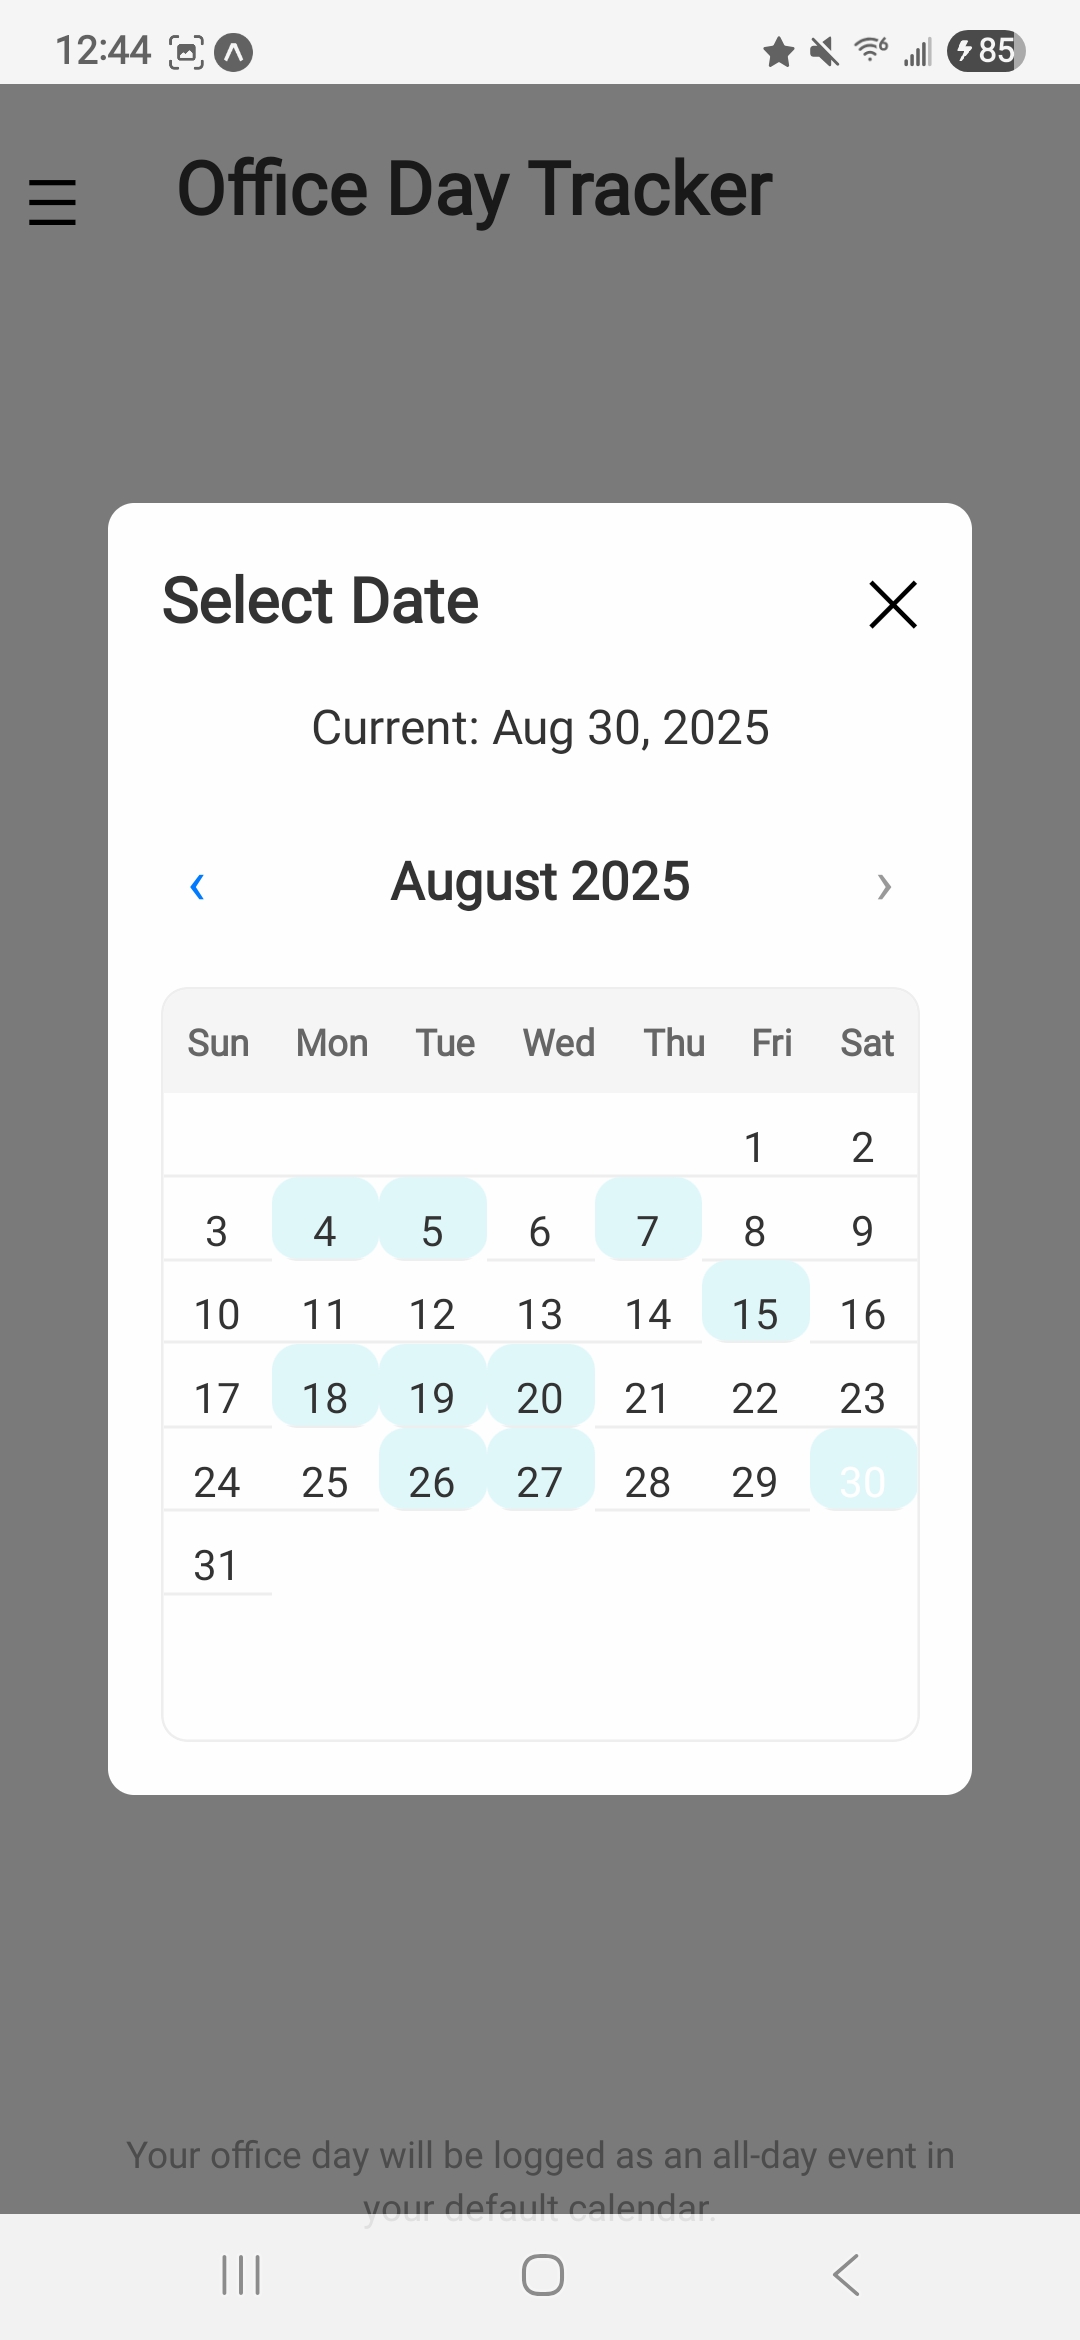 12:44
6
85
Office Day Tracker
Select Date
Current: Aug 30, 2025
‹ August 2025 ›
Sun Mon Tue Wed Thu Fri Sat
1 2
3 4 5 6 7 8 9
10 11 12 13 14 15 16
17 18 19 20 21 22 23
24 25 26 27 28 29 30
31
Your office day will be logged as an all-day event in
your default calendar.